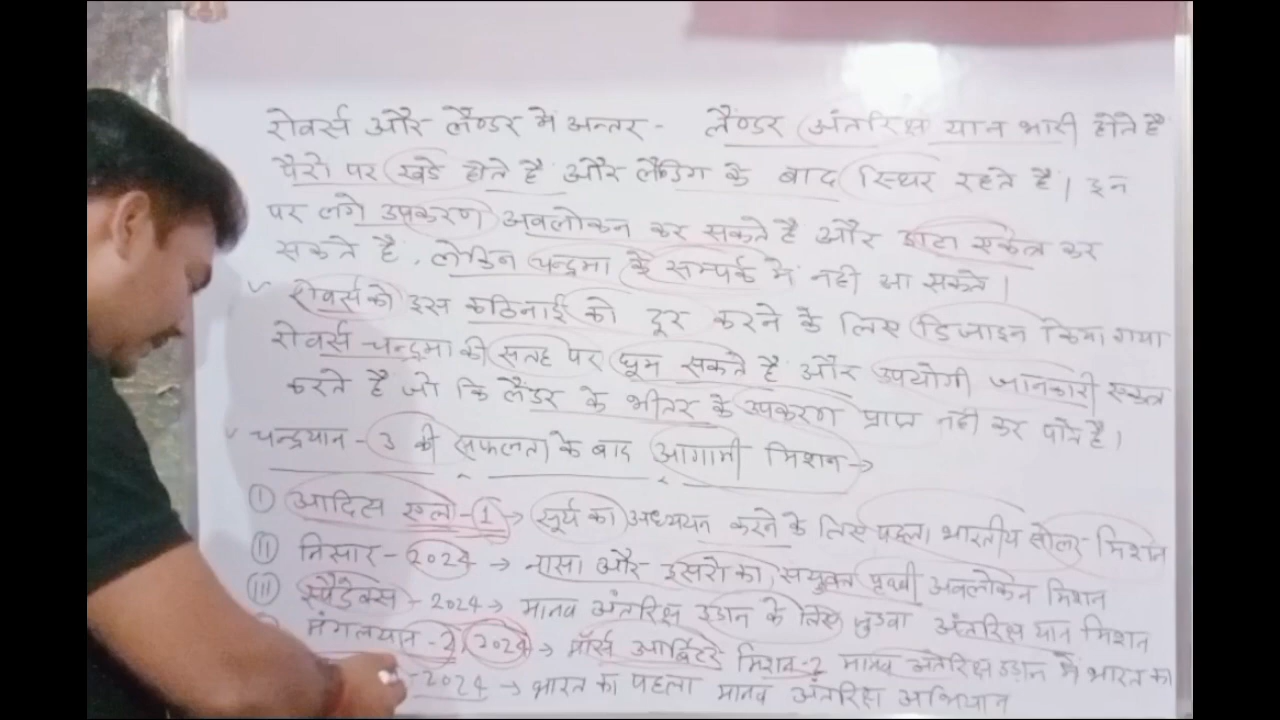 रोवर्स और लैण्डर मे अन्तर - लैण्डर अंतरिक्ष यान भारी होते है
पैरो पर खडे होते है और लैंडिग के बाद स्थिर रहते है। इन
पर लगे उपकरण अवलोकन कर सकते है और डाटा एकत्र कर
सकते है, लेकिन चन्द्रमा के सम्पर्क मे नही आ सकते।
रोवर्स को इस कठिनाई को दूर करने के लिए डिजाइन किया गया
रोवर्स चन्द्रमा की सतह पर घूम सकते है और उपयोगी जानकारी एकत्र
करते है जो कि लैंडर के भीतर के उपकरण प्राप्त नही कर पाते है।
चन्द्रयान - 3 की सफलता के बाद आगामी मिशन →
(I) आदित्य एल-1 → सूर्य का अध्ययन करने के लिए पहला भारतीय सोलर मिशन
(II) निसार - 2024 → नासा और इसरो का सयुक्त पृथ्वी अवलोकन मिशन
(III) स्पैडेक्स - 2024 → मानव अंतरिक्ष उडान के लिए जुडवा अंतरिक्ष यान मिशन
मंगलयान - 2, 2024 → मॉर्स आर्बिटर मिशन-2 मानव अंतरिक्ष उडान में भारत का
-2024 → भारत का पहला मानव अंतरिक्ष अभियान